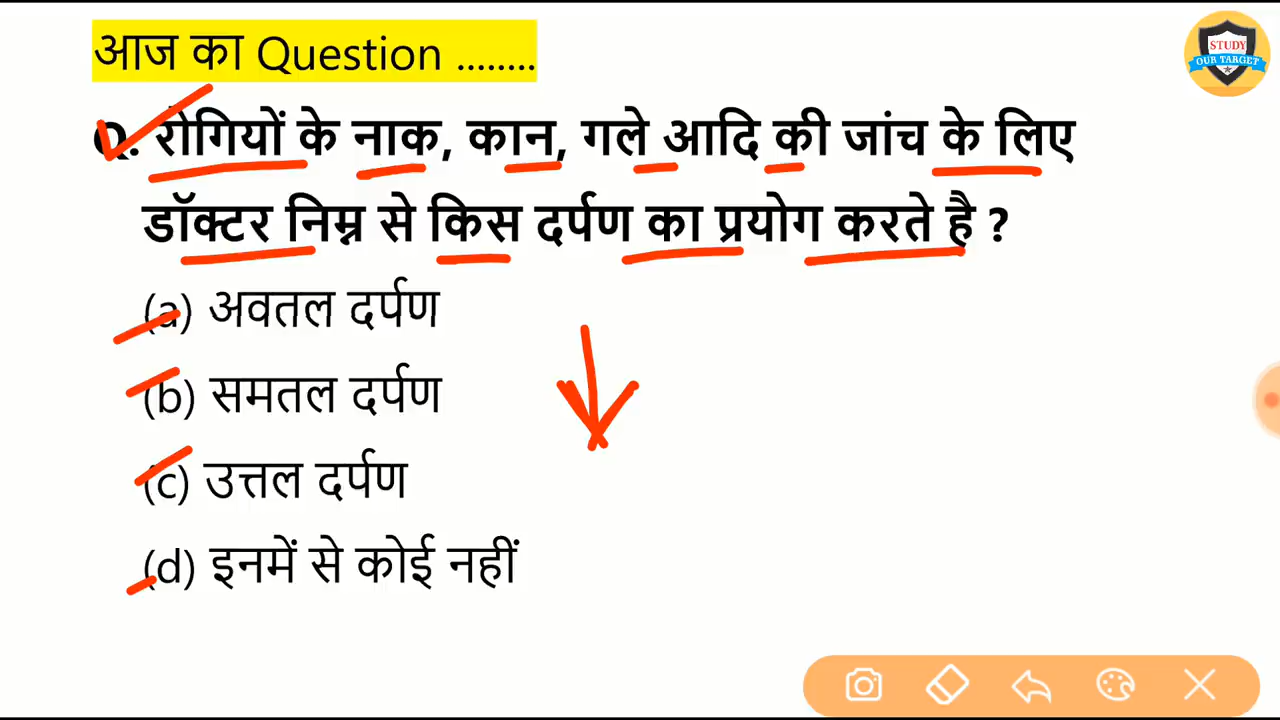 आज का Question ........
STUDY
OUR TARGET
Q. रोगियों के नाक, कान, गले आदि की जांच के लिए
डॉक्टर निम्न से किस दर्पण का प्रयोग करते है ?
(a) अवतल दर्पण
(b) समतल दर्पण
(c) उत्तल दर्पण
(d) इनमें से कोई नहीं